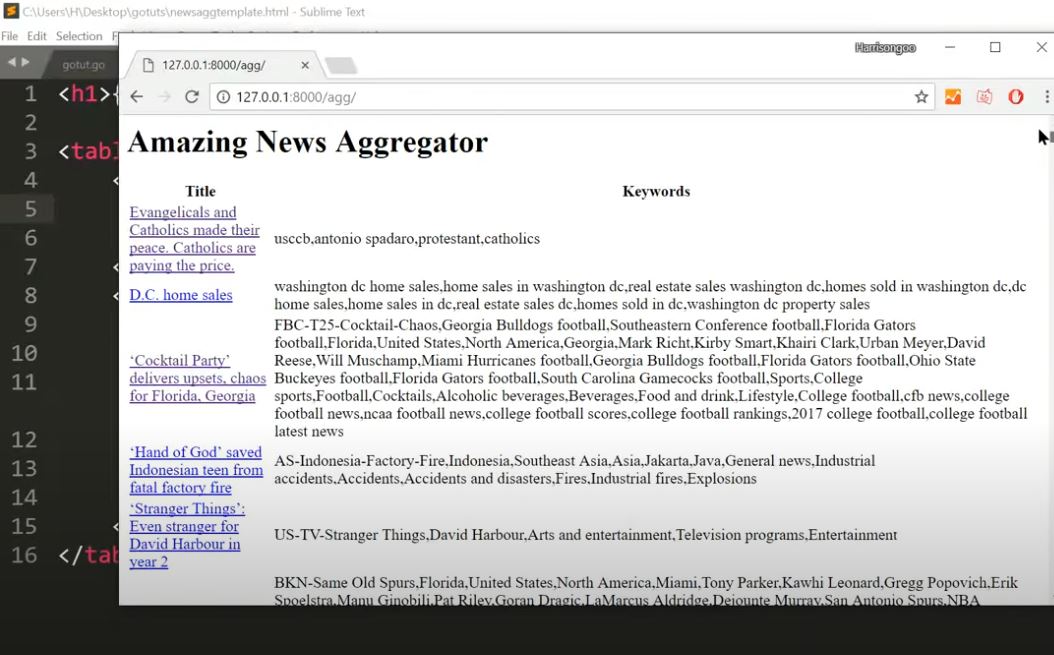 C:\Users\H\Desktop\gotuts\newsaggtemplate.html - Sublime Text
File Edit Selection
Harrisongoo
gotut.go
127.0.0.1:8000/agg/
127.0.0.1:8000/agg/
1 <h1>{
2
3 <tabl
4 <
5
6
7 <
8 <
9
10
11
12
13
14
15 <
16 </tab
Amazing News Aggregator
Title Keywords
Evangelicals and
Catholics made their
peace. Catholics are
paying the price.
usccb,antonio spadaro,protestant,catholics
D.C. home sales
washington dc home sales,home sales in washington dc,real estate sales washington dc,homes sold in washington dc,dc
home sales,home sales in dc,real estate sales dc,homes sold in dc,washington dc property sales
‘Cocktail Party’
delivers upsets, chaos
for Florida, Georgia
FBC-T25-Cocktail-Chaos,Georgia Bulldogs football,Southeastern Conference football,Florida Gators
football,Florida,United States,North America,Georgia,Mark Richt,Kirby Smart,Khairi Clark,Urban Meyer,David
Reese,Will Muschamp,Miami Hurricanes football,Georgia Bulldogs football,Florida Gators football,Ohio State
Buckeyes football,Florida Gators football,South Carolina Gamecocks football,Sports,College
sports,Football,Cocktails,Alcoholic beverages,Beverages,Food and drink,Lifestyle,College football,cfb news,college
football news,ncaa football news,college football scores,college football rankings,2017 college football,college football
latest news
‘Hand of God’ saved
Indonesian teen from
fatal factory fire
AS-Indonesia-Factory-Fire,Indonesia,Southeast Asia,Asia,Jakarta,Java,General news,Industrial
accidents,Accidents,Accidents and disasters,Fires,Industrial fires,Explosions
‘Stranger Things’:
Even stranger for
David Harbour in
year 2
US-TV-Stranger Things,David Harbour,Arts and entertainment,Television programs,Entertainment
BKN-Same Old Spurs,Florida,United States,North America,Miami,Tony Parker,Kawhi Leonard,Gregg Popovich,Erik
Spoelstra,Manu Ginobili,Pat Riley,Goran Dragic,LaMarcus Aldridge,Dejounte Murray,San Antonio Spurs,NBA